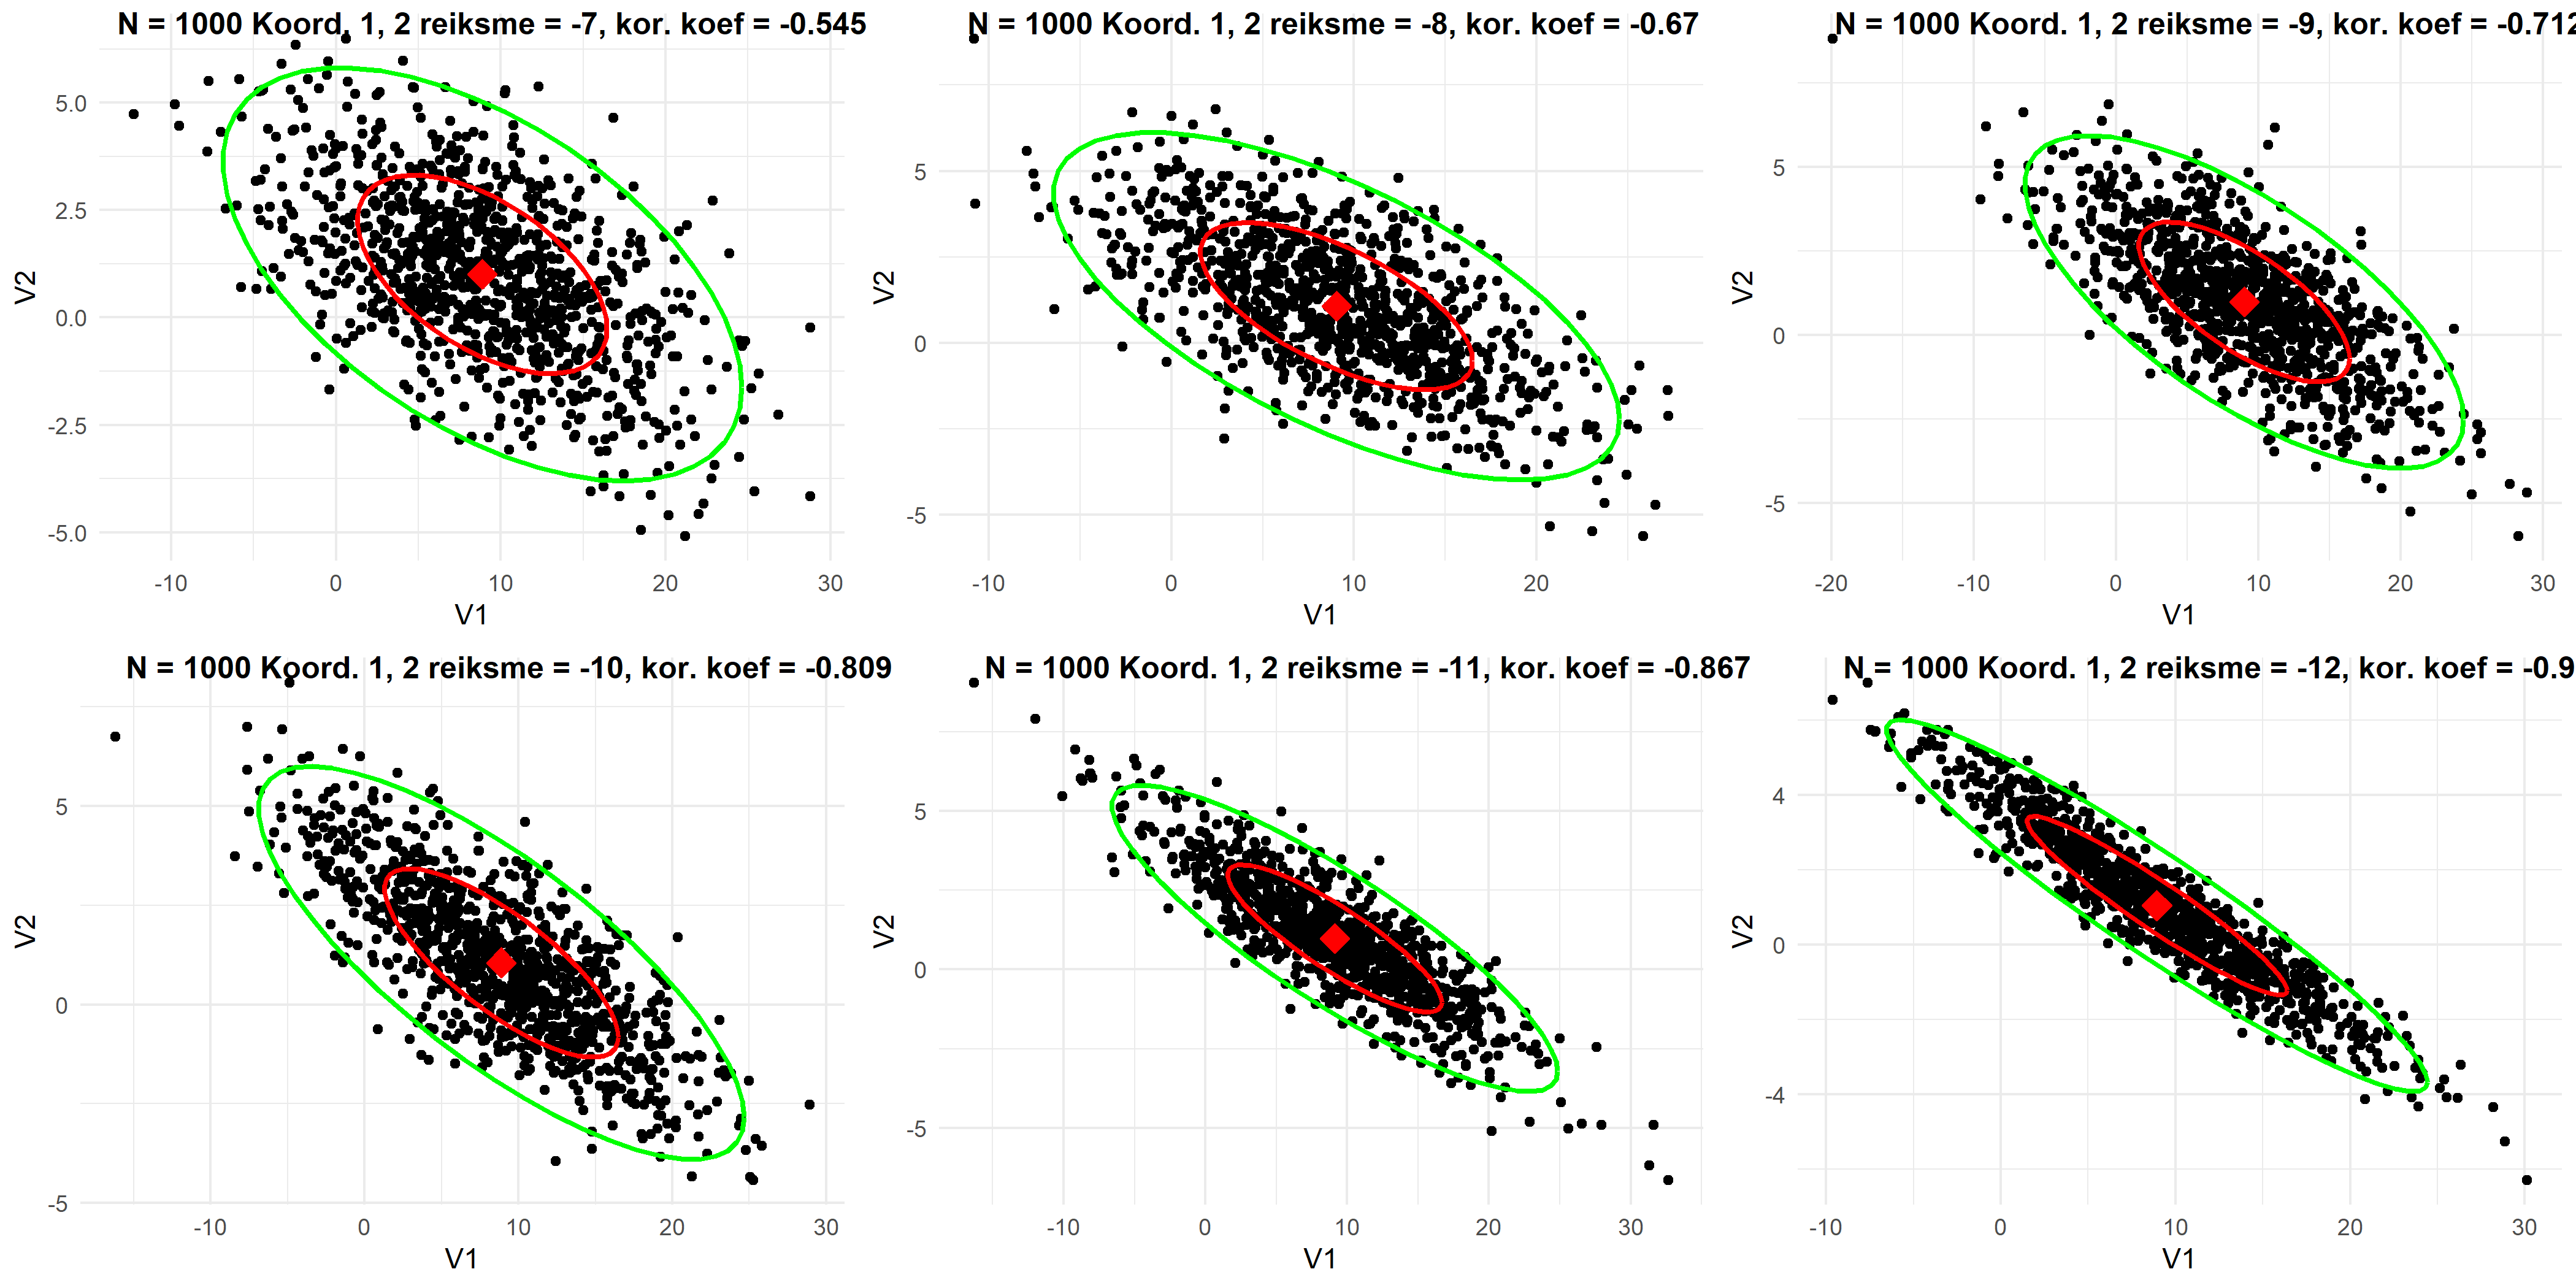 N = 1000 Koord. 1, 2 reiksme = -7, kor. koef = -0.545
5.0
2.5
0.0
-2.5
-5.0
V2
-10 0 10 20 30
V1
N = 1000 Koord. 1, 2 reiksme = -8, kor. koef = -0.67
5
0
-5
V2
-10 0 10 20
V1
N = 1000 Koord. 1, 2 reiksme = -9, kor. koef = -0.712
5
0
-5
V2
-20 -10 0 10 20 30
V1
N = 1000 Koord. 1, 2 reiksme = -10, kor. koef = -0.809
5
0
-5
V2
-10 0 10 20 30
V1
N = 1000 Koord. 1, 2 reiksme = -11, kor. koef = -0.867
5
0
-5
V2
-10 0 10 20 30
V1
N = 1000 Koord. 1, 2 reiksme = -12, kor. koef = -0.9
4
0
-4
V2
-10 0 10 20 30
V1